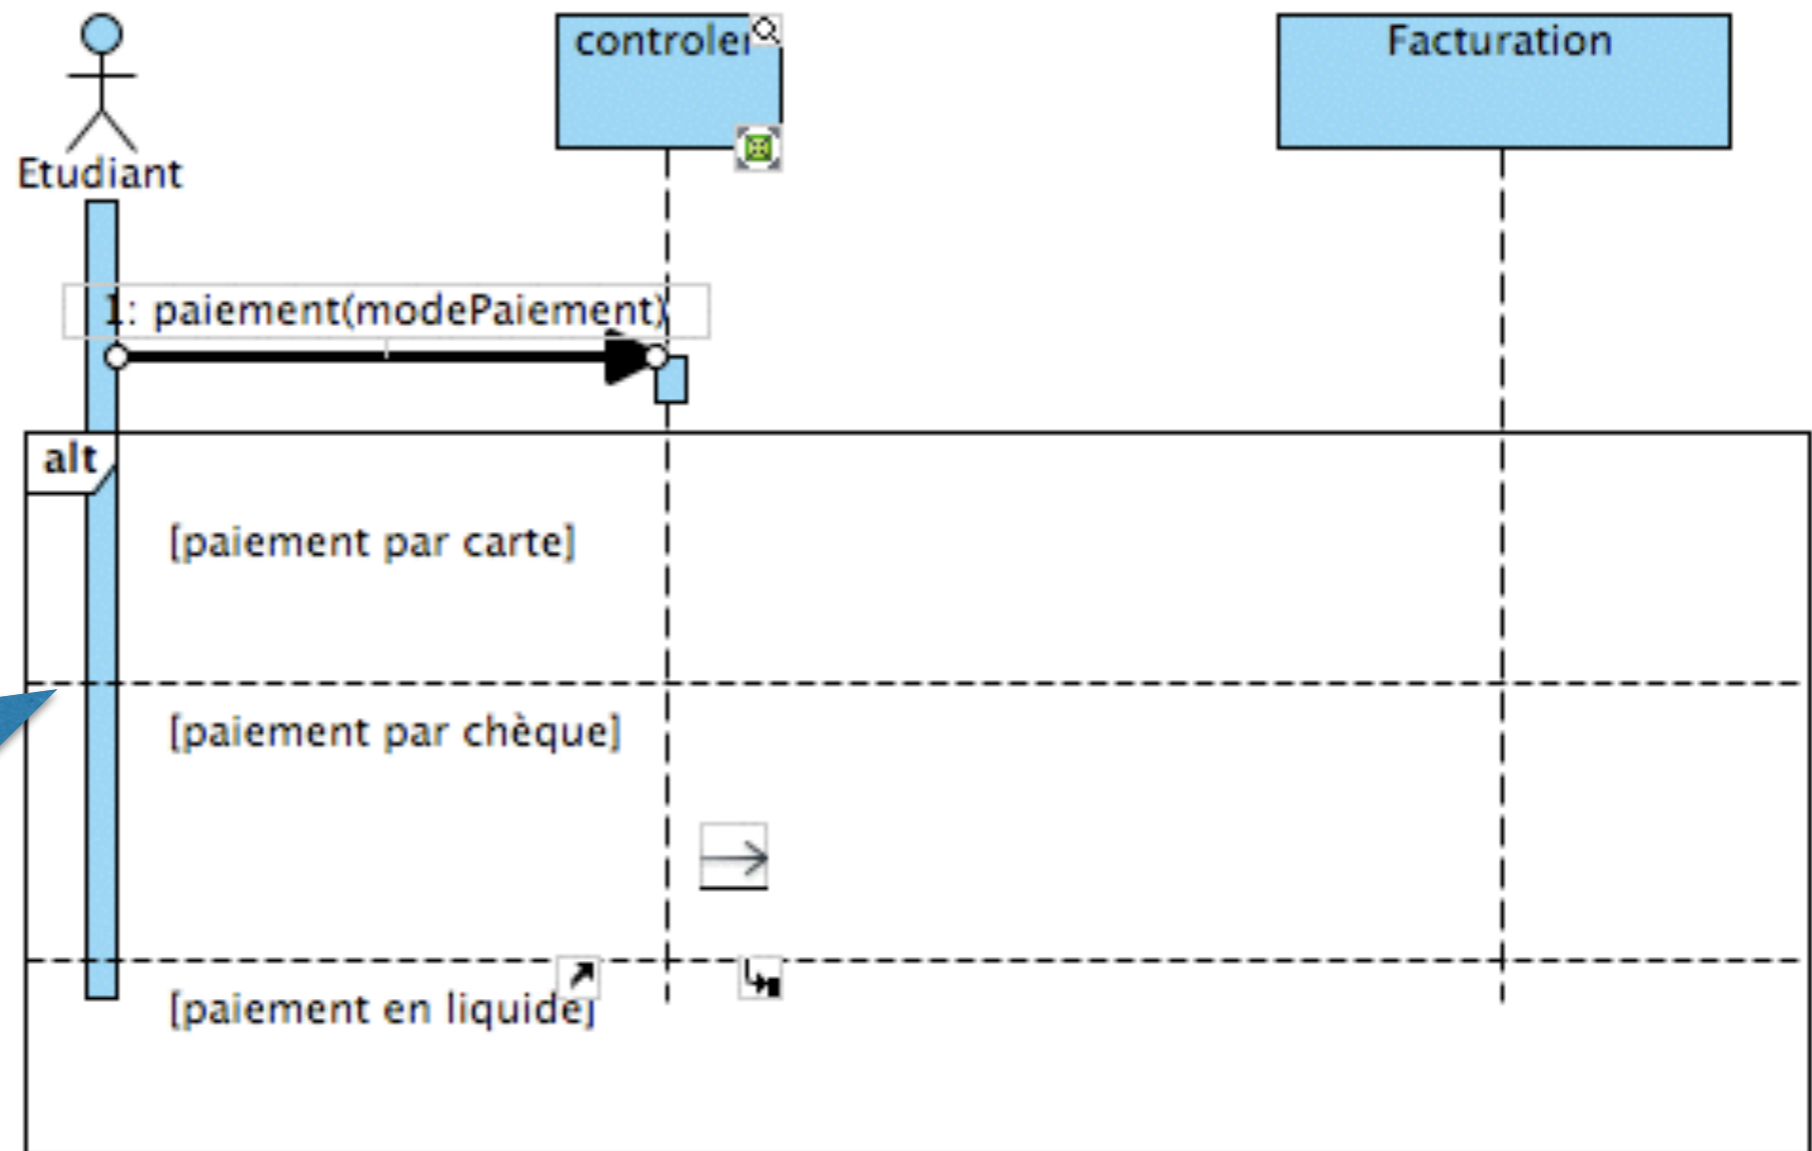 controler
Facturation
Etudiant
1: paiement(modePaiement)
alt
[paiement par carte]
[paiement par chèque]
[paiement en liquide]